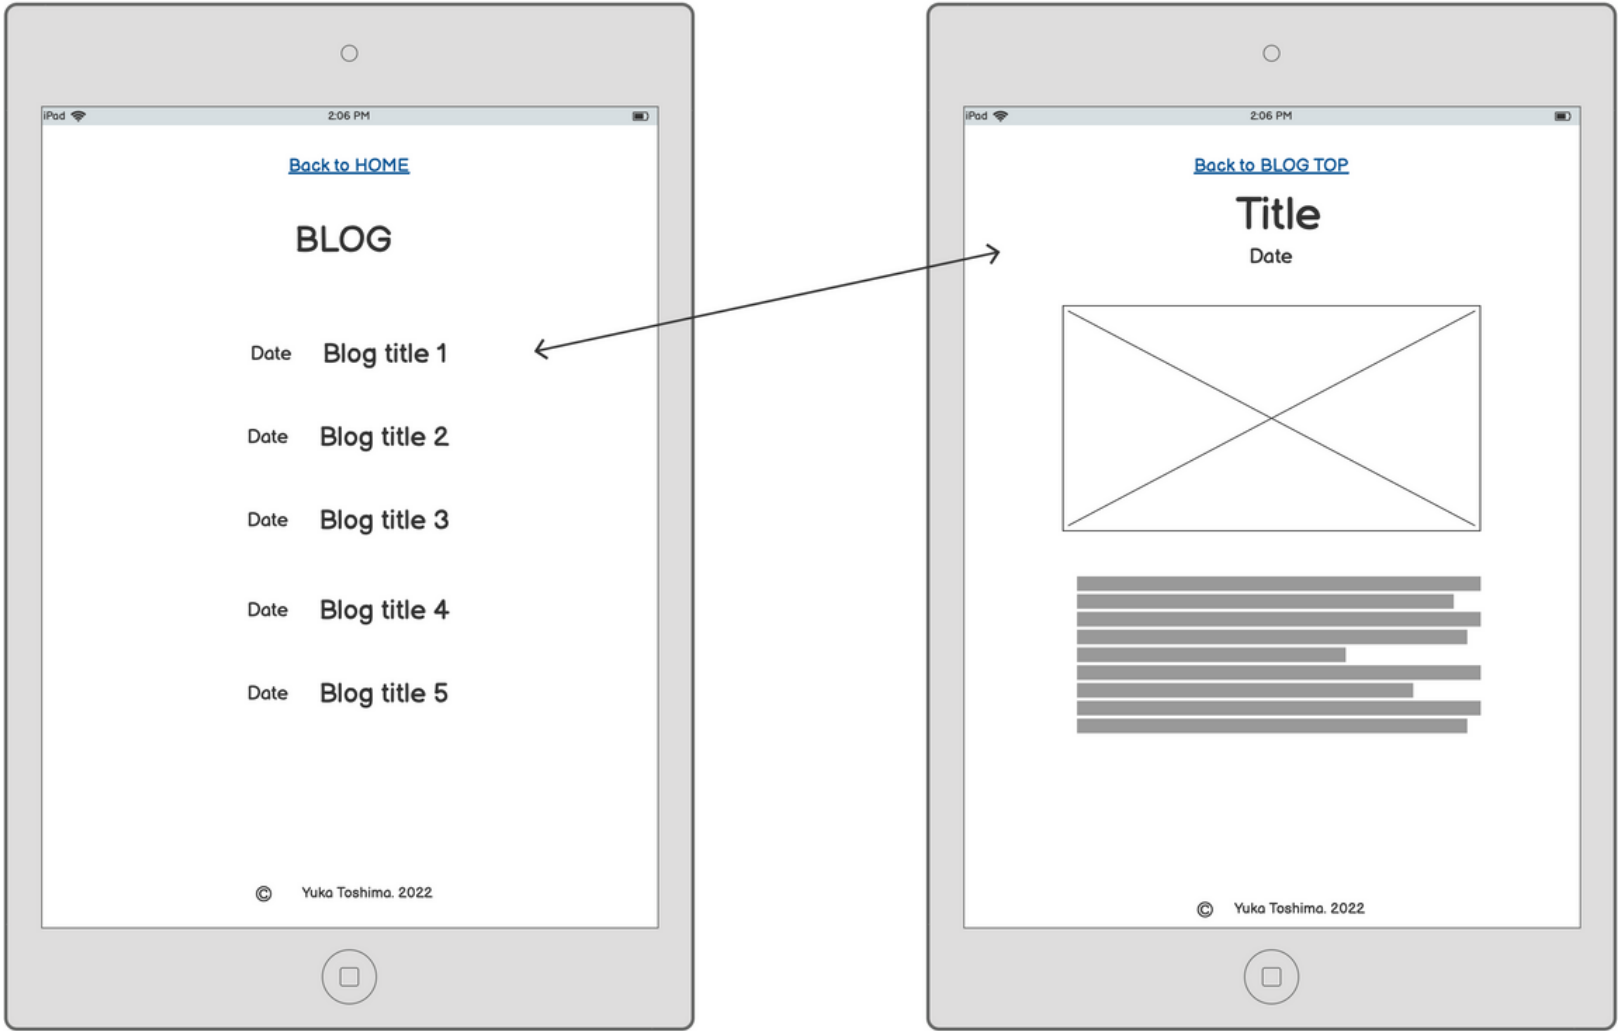 iPad 2:06 PM
Back to HOME
BLOG
Date Blog title 1
Date Blog title 2
Date Blog title 3
Date Blog title 4
Date Blog title 5
© Yuka Toshima. 2022
iPad 2:06 PM
Back to BLOG TOP
Title
Date
© Yuka Toshima. 2022